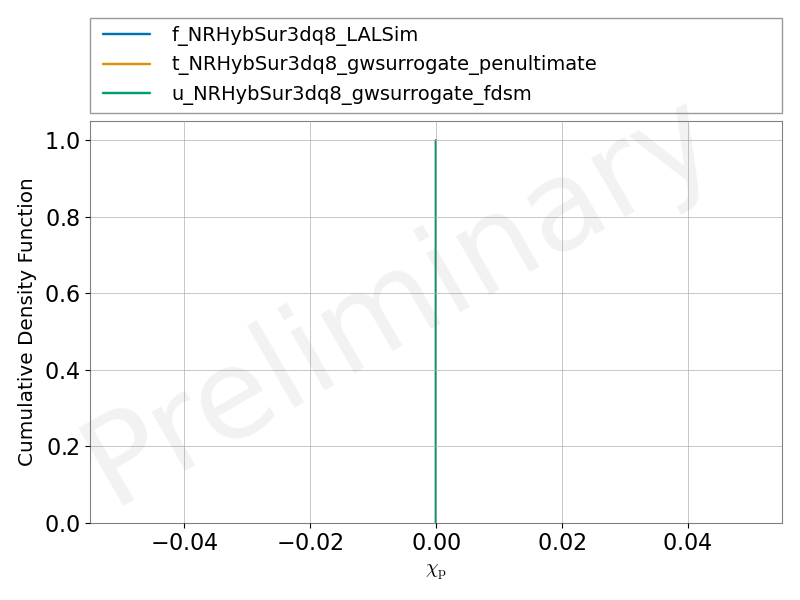 f_NRHybSur3dq8_LALSim
t_NRHybSur3dq8_gwsurrogate_penultimate
u_NRHybSur3dq8_gwsurrogate_fdsm
Preliminary
Cumulative Density Function
1.0
0.8
0.6
0.4
0.2
0.0
−0.04 −0.02 0.00 0.02 0.04
χp